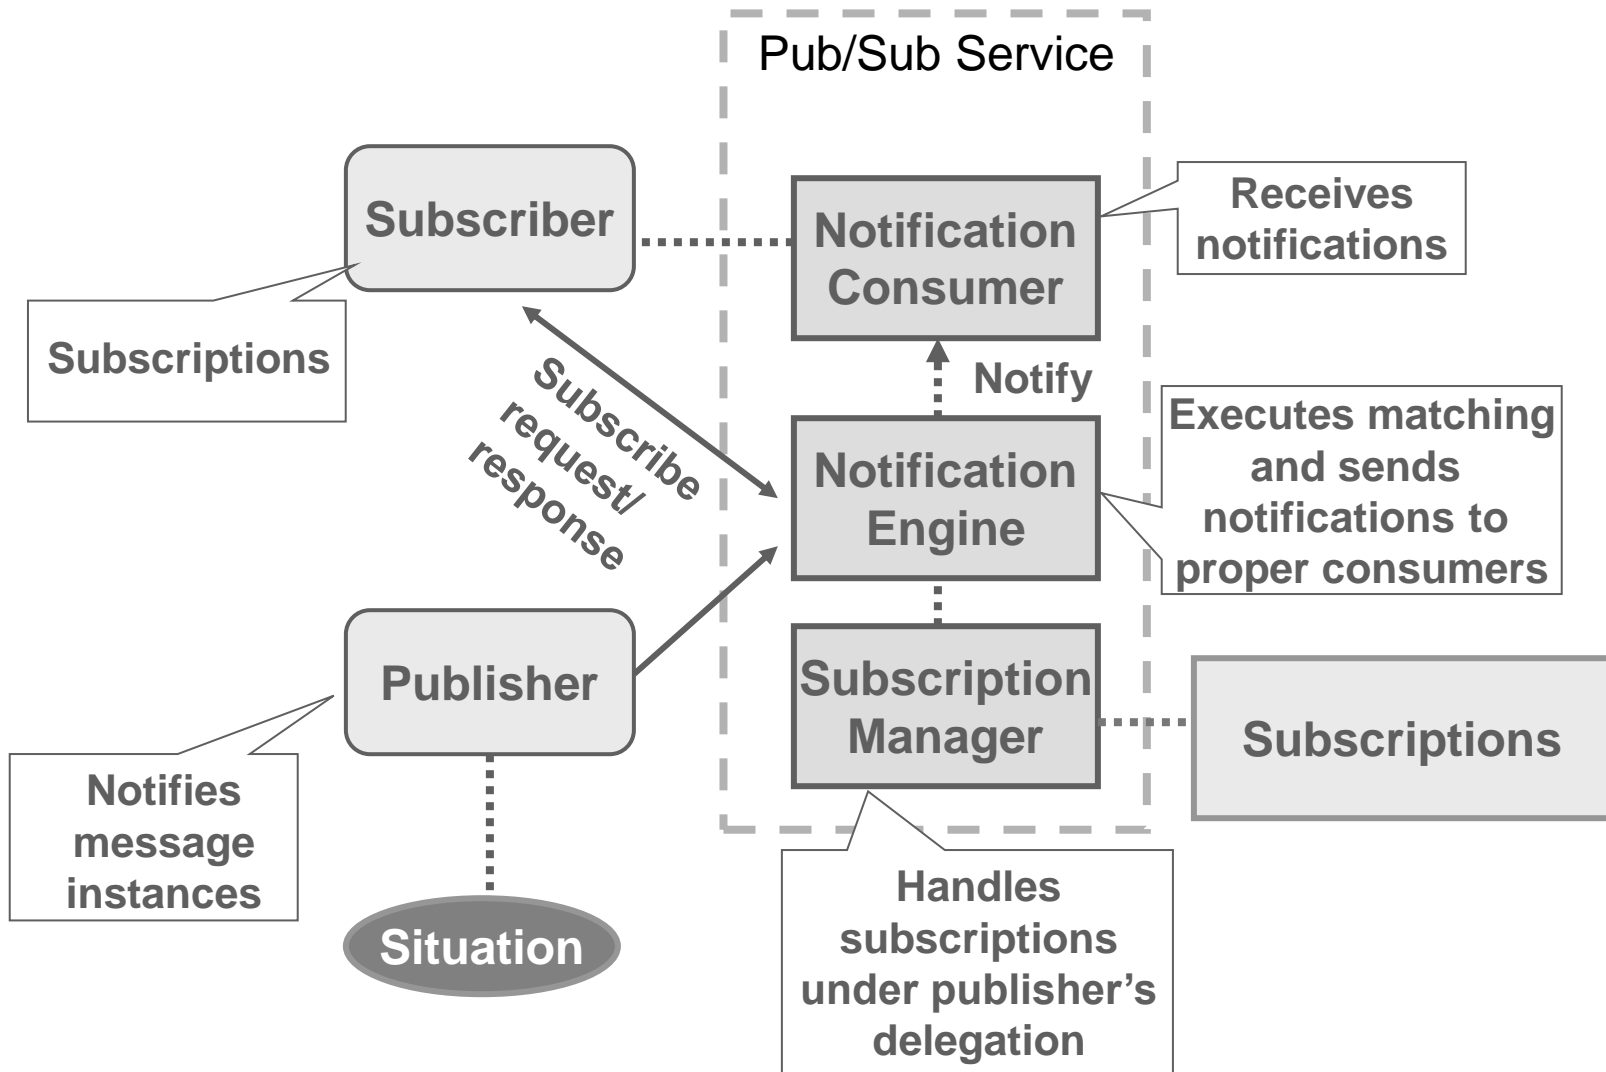 Pub/Sub Service
Subscriber
Notification
Consumer
Receives
notifications
Subscriptions
Subscribe
request/
response
Notify
Notification
Engine
Executes matching
and sends
notifications to
proper consumers
Publisher
Subscription
Manager
Subscriptions
Notifies
message
instances
Situation
Handles
subscriptions
under publisher’s
delegation